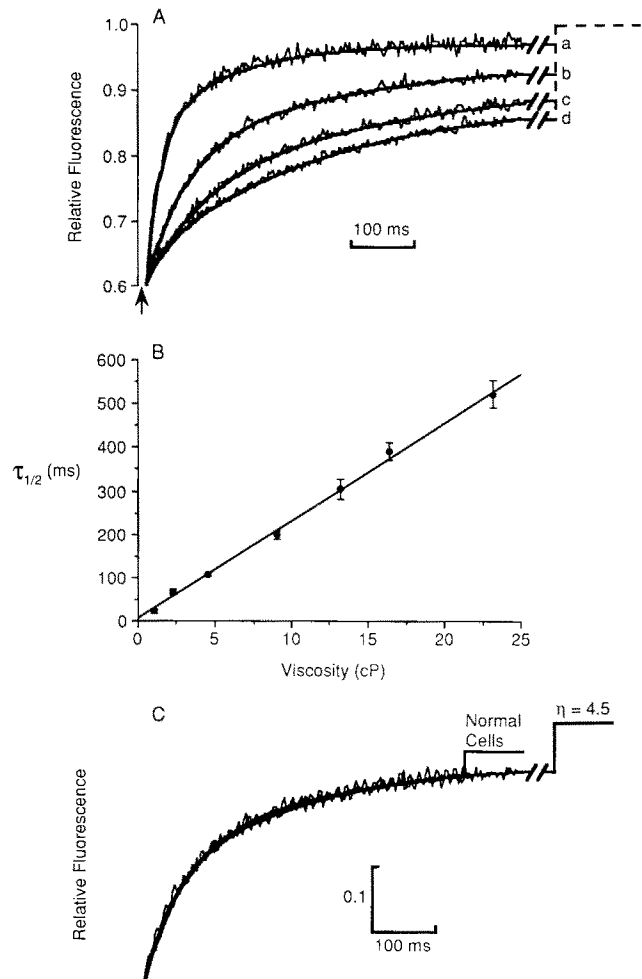 A
1.0
0.9
0.8
0.7
0.6
Relative Fluorescence
a
b
c
d
100 ms
B
600
500
400
300
200
100
0
τ1/2 (ms)
0 5 10 15 20 25
Viscosity (cP)
C
Relative Fluorescence
Normal
Cells
η = 4.5
0.1
100 ms